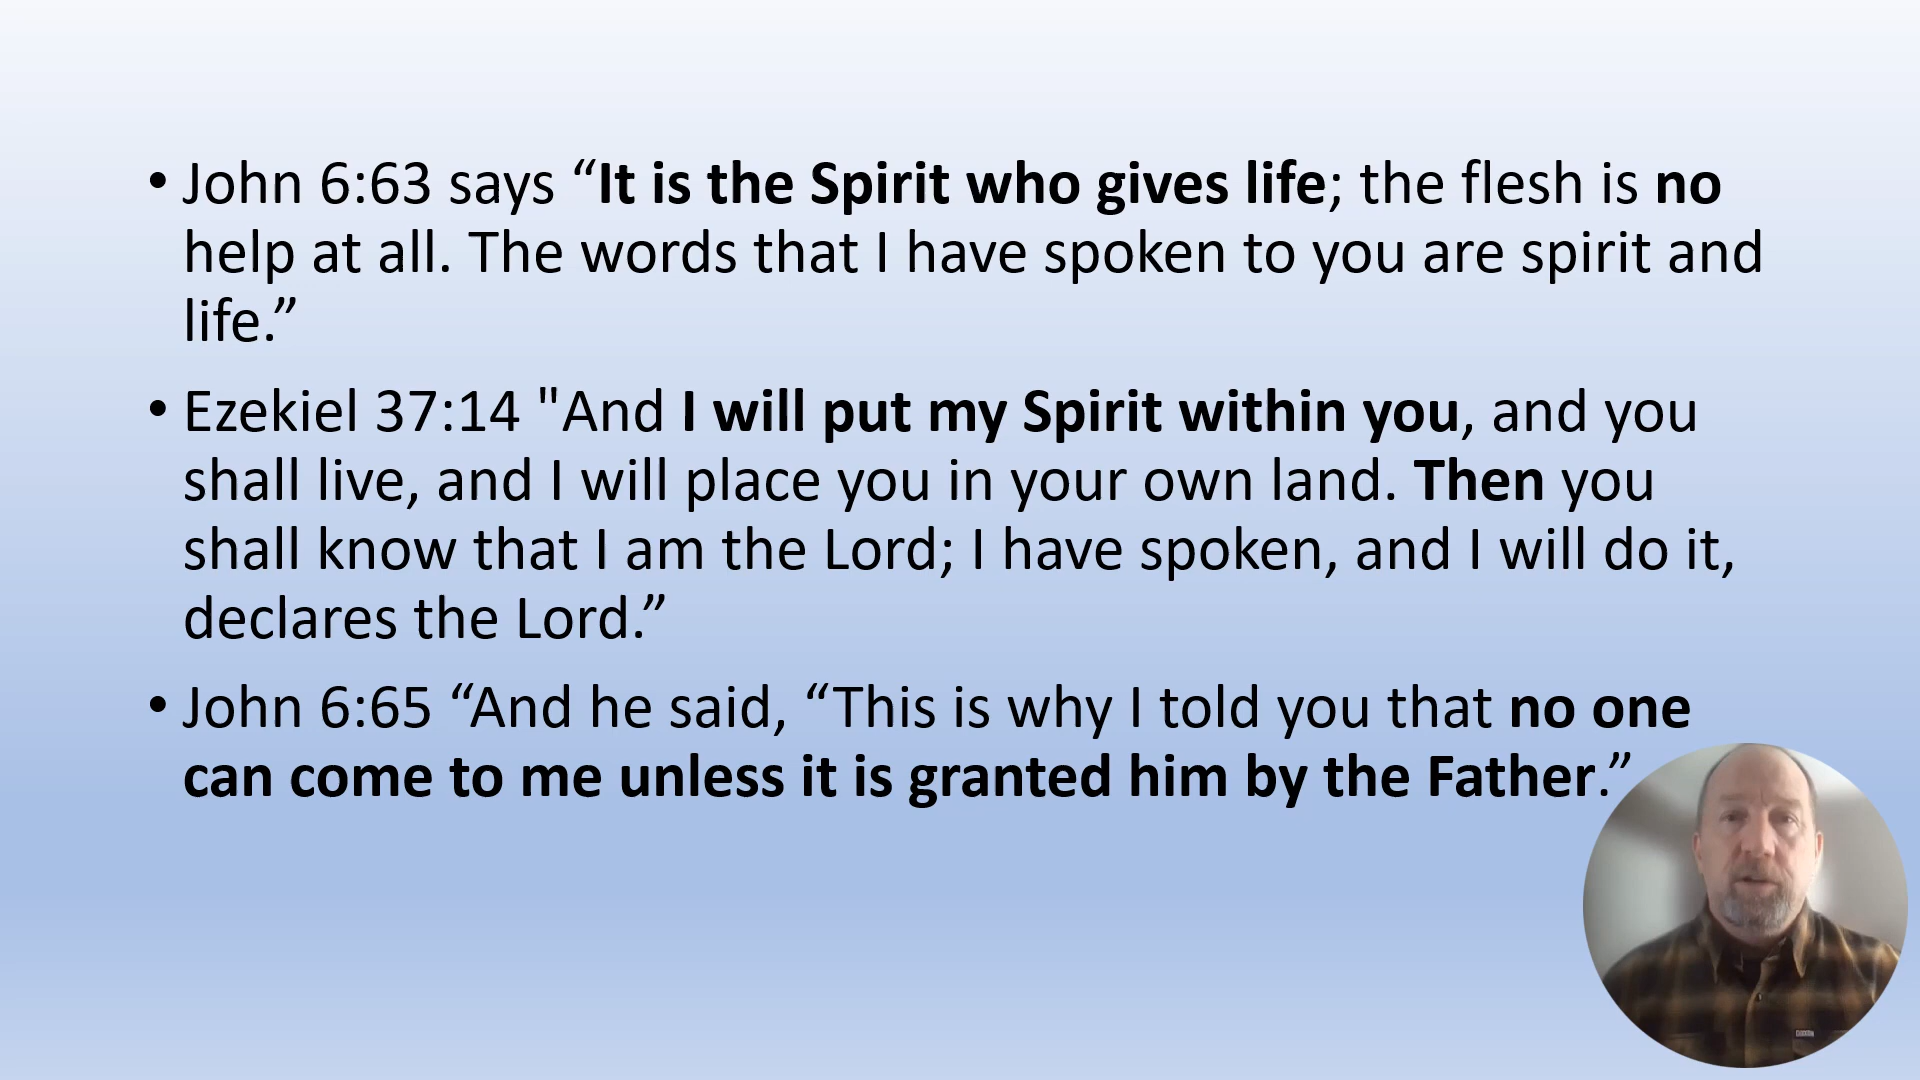 • John 6:63 says “It is the Spirit who gives life; the flesh is no
help at all. The words that I have spoken to you are spirit and
life.”
• Ezekiel 37:14 "And I will put my Spirit within you, and you
shall live, and I will place you in your own land. Then you
shall know that I am the Lord; I have spoken, and I will do it,
declares the Lord.”
• John 6:65 “And he said, “This is why I told you that no one
can come to me unless it is granted him by the Father.”